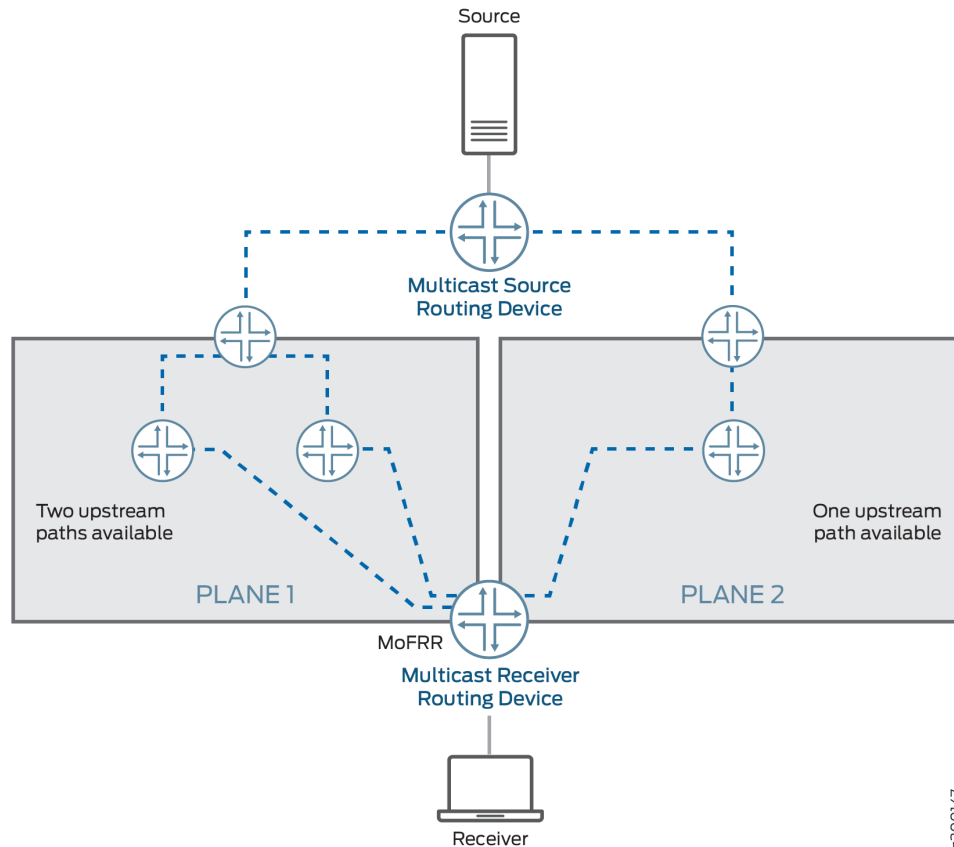 Source
Multicast Source
Routing Device
Two upstream
paths available
One upstream
path available
PLANE 1
PLANE 2
MoFRR
Multicast Receiver
Routing Device
Receiver